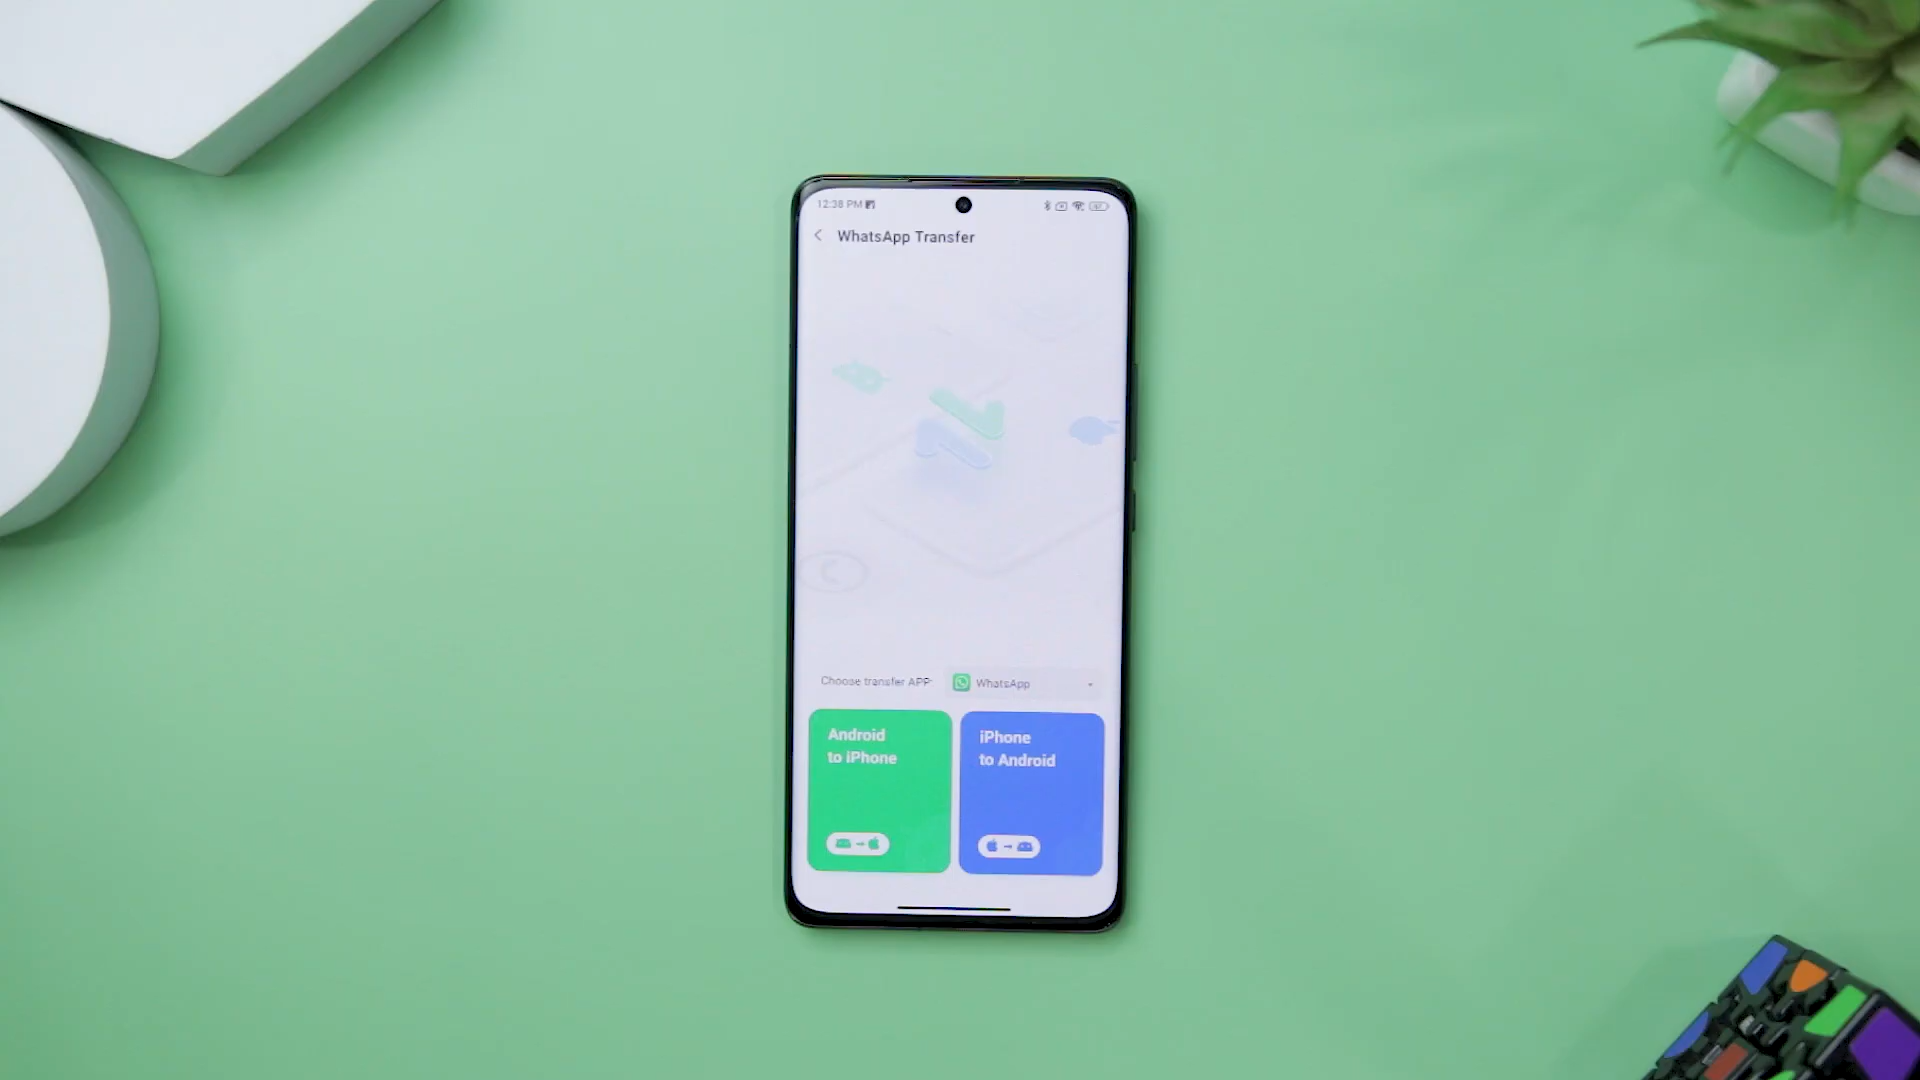 12:38 PM
WhatsApp Transfer
Choose transfer APP:
WhatsApp
Android
to iPhone
iPhone
to Android